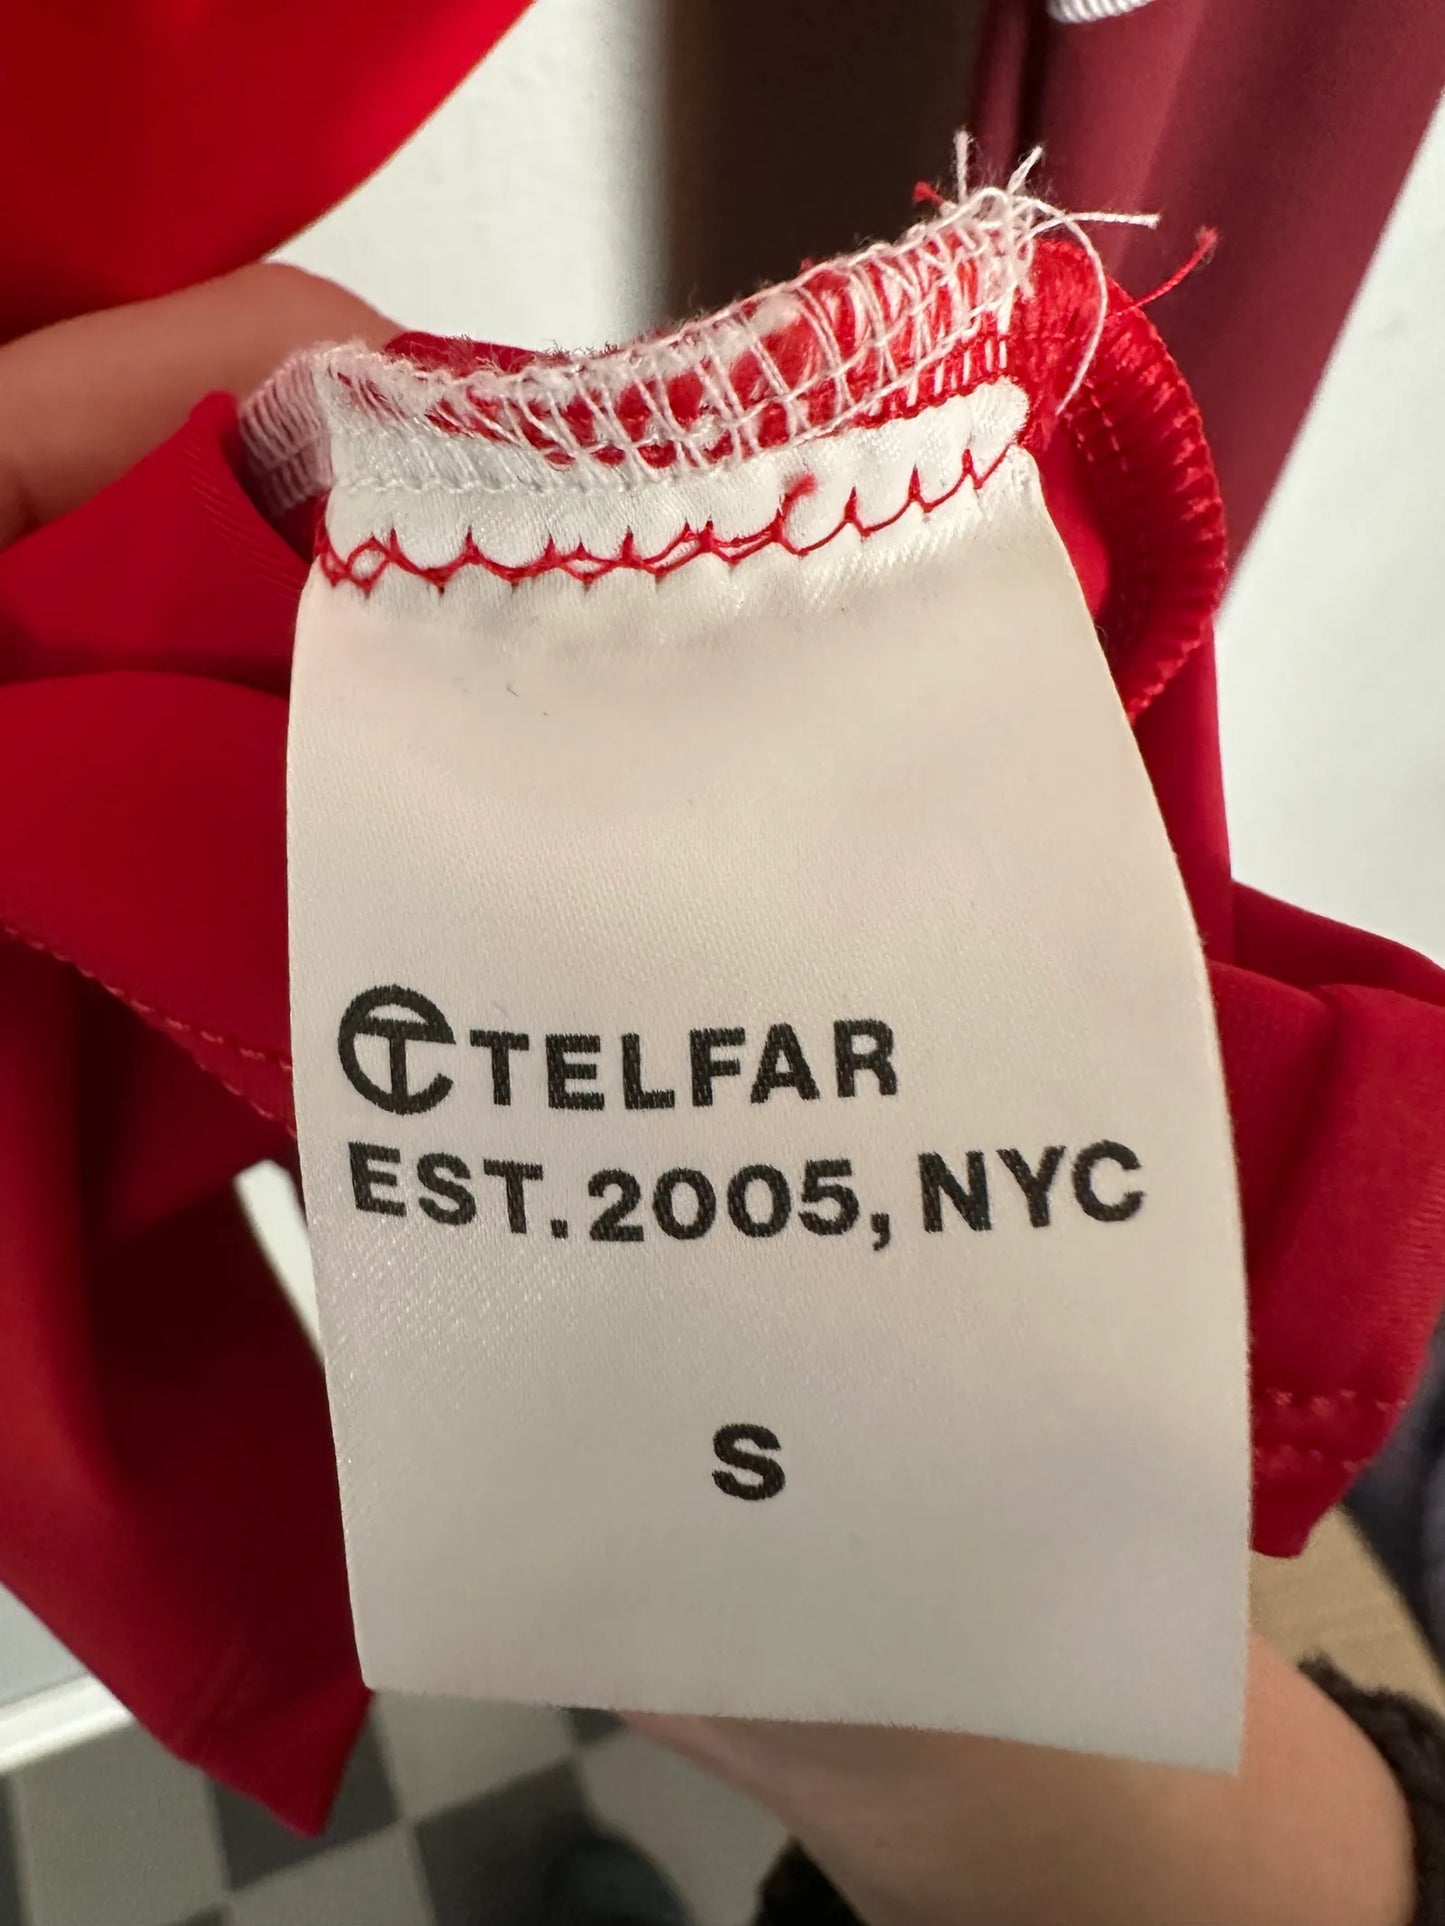 TELFAR
EST. 2005, NYC
S